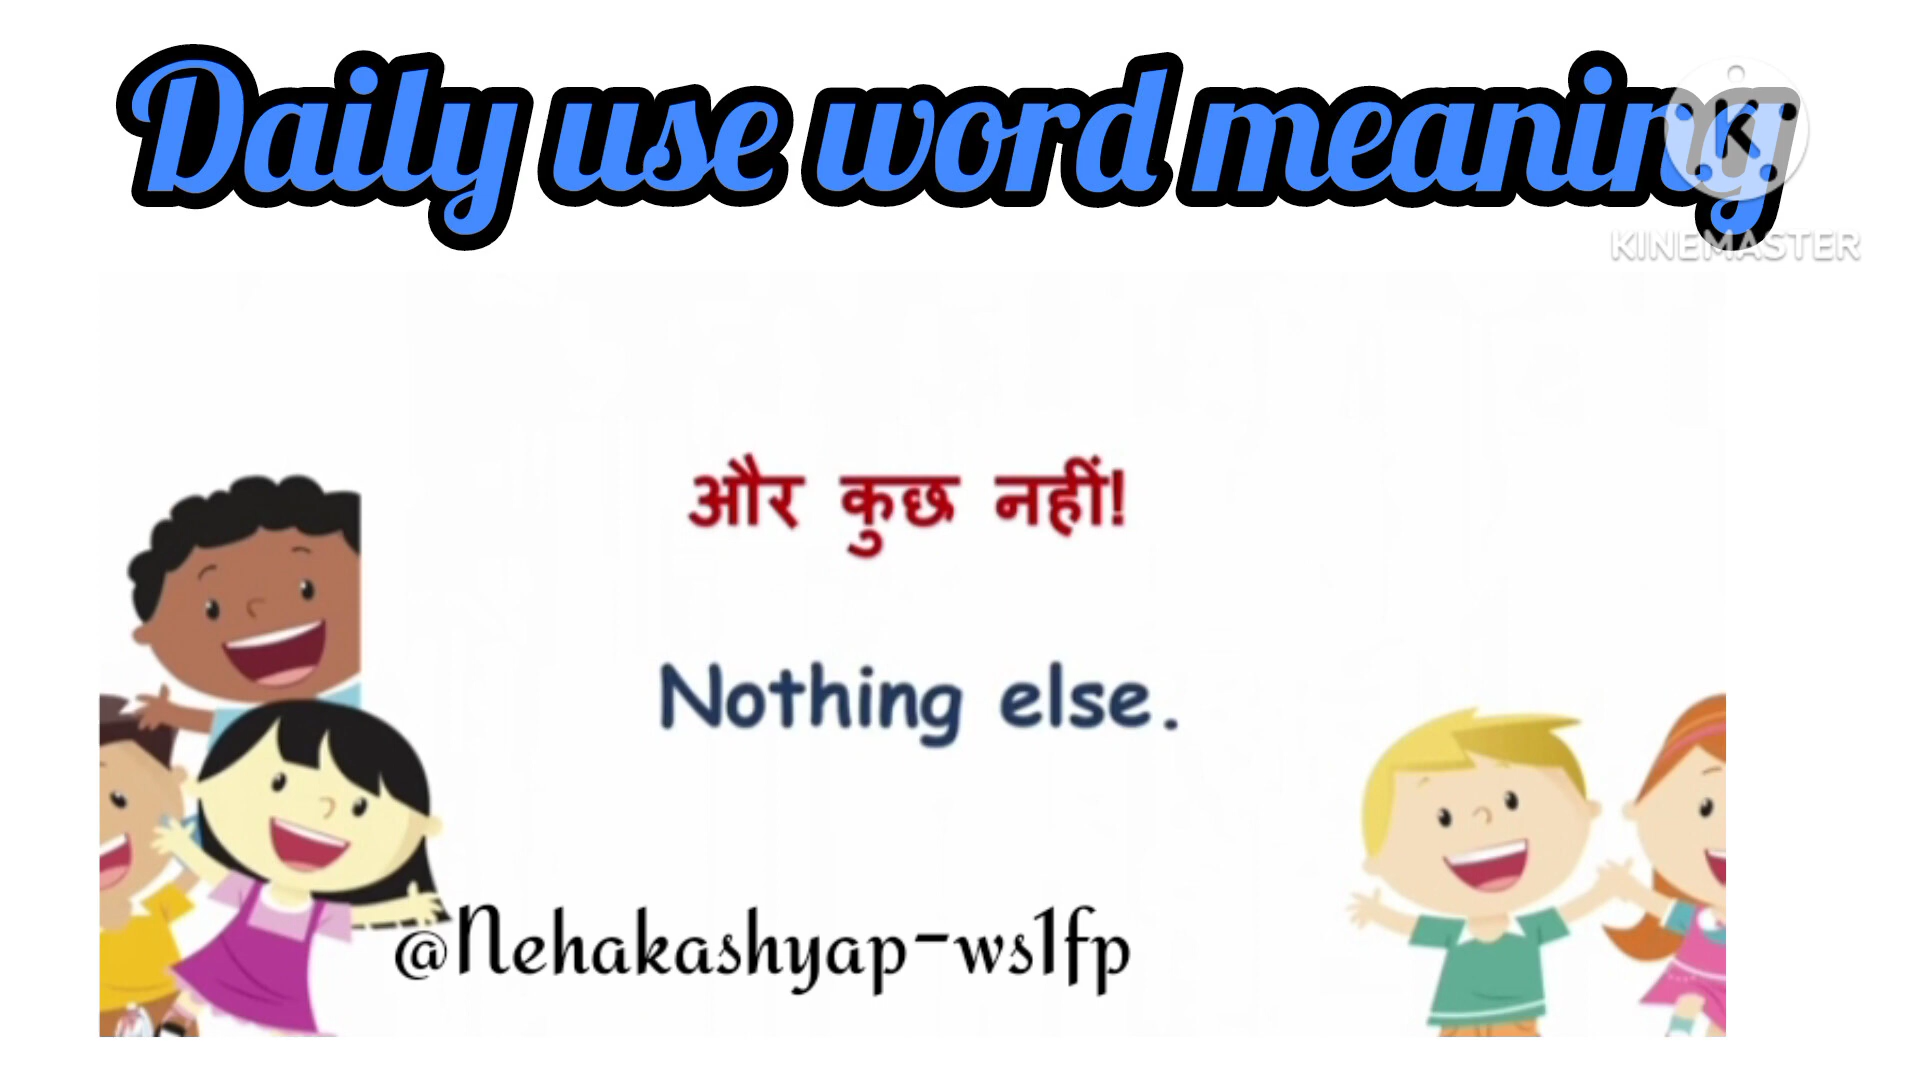 Daily use word meaning
K
KINEMASTER
और कुछ नहीं!
Nothing else.
@Nehakashyap-ws1fp